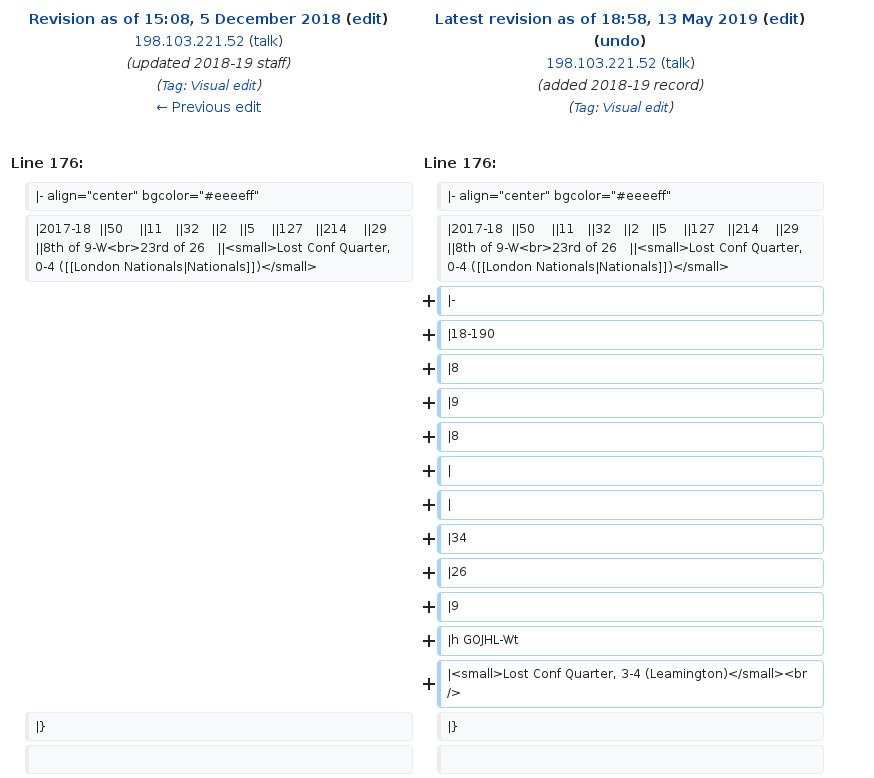 Revision as of 15:08, 5 December 2018 (edit)
198.103.221.52 (talk)
(updated 2018-19 staff)
(Tag: Visual edit)
← Previous edit
Latest revision as of 18:58, 13 May 2019 (edit)
(undo)
198.103.221.52 (talk)
(added 2018-19 record)
(Tag: Visual edit)
Line 176:
Line 176:
|- align="center" bgcolor="#eeeeff"
|- align="center" bgcolor="#eeeeff"
|2017-18 ||50 ||11 ||32 ||2 ||5 ||127 ||214 ||29
||8th of 9-W<br>23rd of 26 ||<small>Lost Conf Quarter,
0-4 ([[London Nationals|Nationals]])</small>
|2017-18 ||50 ||11 ||32 ||2 ||5 ||127 ||214 ||29
||8th of 9-W<br>23rd of 26 ||<small>Lost Conf Quarter,
0-4 ([[London Nationals|Nationals]])</small>
+ |-
+ |18-190
+ |8
+ |9
+ |8
+ |
+ |
+ |34
+ |26
+ |9
+ |h GOJHL-Wt
+ |<small>Lost Conf Quarter, 3-4 (Leamington)</small><br
/>
|}
|}